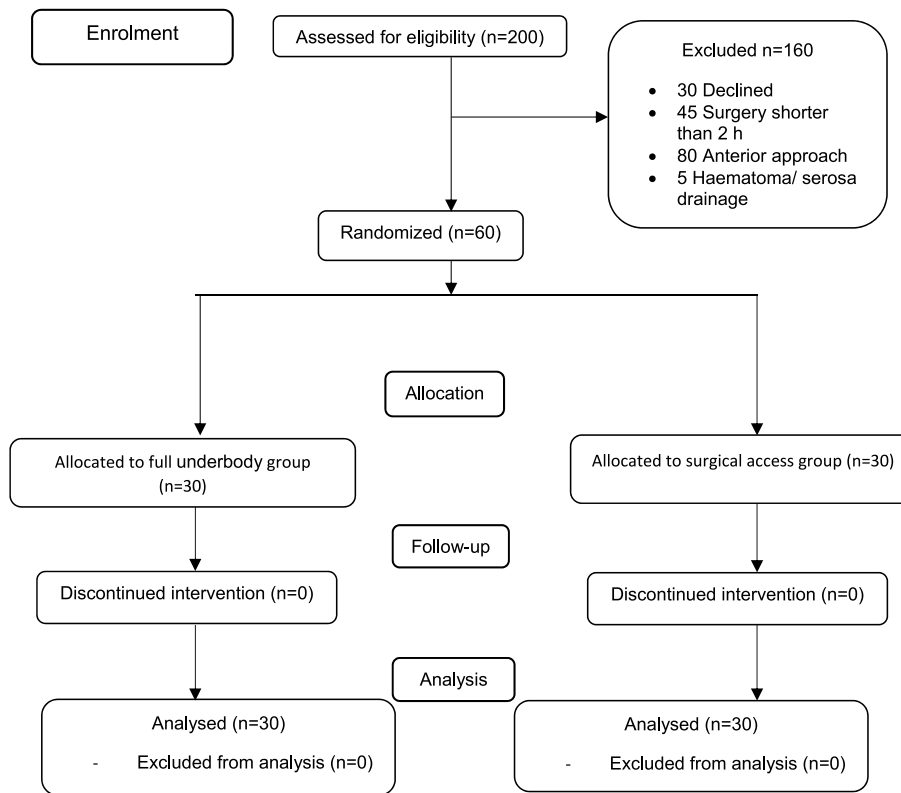 Enrolment
Assessed for eligibility (n=200)
Excluded n=160
• 30 Declined
• 45 Surgery shorter
than 2 h
• 80 Anterior approach
• 5 Haematoma/ serosa
drainage
Randomized (n=60)
Allocation
Allocated to full underbody group
(n=30)
Allocated to surgical access group (n=30)
Follow-up
Discontinued intervention (n=0)
Discontinued intervention (n=0)
Analysis
Analysed (n=30)
- Excluded from analysis (n=0)
Analysed (n=30)
- Excluded from analysis (n=0)